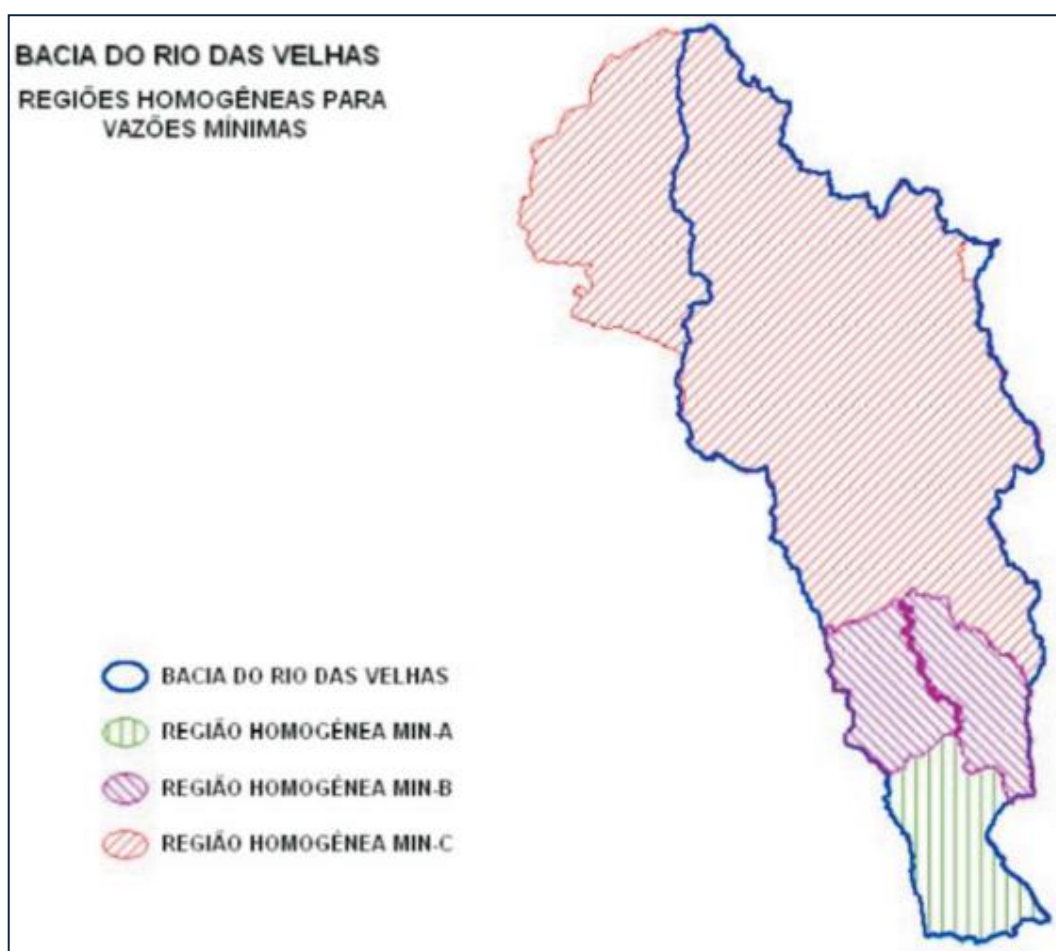 BACIA DO RIO DAS VELHAS
REGIÕES HOMOGÊNEAS PARA
VAZÕES MÍNIMAS
BACIA DO RIO DAS VELHAS
REGIÃO HOMOGÊNEA MIN-A
REGIÃO HOMOGÊNEA MIN-B
REGIÃO HOMOGÊNEA MIN-C